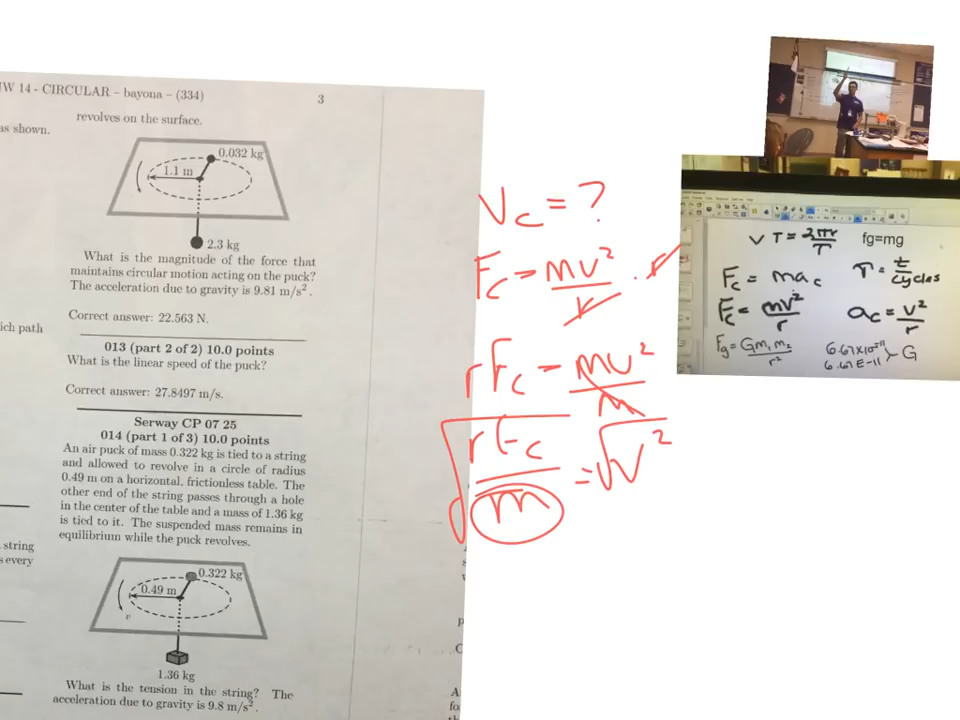 HW 14 - CIRCULAR – bayona – (334)
3
as shown.
revolves on the surface.
0.032 kg
1.1 m
2.3 kg
What is the magnitude of the force that
maintains circular motion acting on the puck?
The acceleration due to gravity is 9.81 m/s².
Correct answer: 22.563 N.
ich path
013 (part 2 of 2) 10.0 points
What is the linear speed of the puck?
Correct answer: 27.8497 m/s.
Serway CP 07 25
014 (part 1 of 3) 10.0 points
An air puck of mass 0.322 kg is tied to a string
and allowed to revolve in a circle of radius
0.49 m on a horizontal, frictionless table. The
other end of the string passes through a hole
in the center of the table and a mass of 1.36 kg
is tied to it. The suspended mass remains in
equilibrium while the puck revolves.
string
s every
0.322 kg
0.49 m
v
1.36 kg
What is the tension in the string? The
acceleration due to gravity is 9.8 m/s².
Vc = ?
Fc = mv²/r · r
rFc = mv²/m
√rFc/m = √v²
VT = 2πr/T
fg=mg
Fc = mac
T = t/cycles
Fc = mv²/r
ac = v²/r
Fg = Gm₁m₂/r²
6.67x10⁻¹¹
6.67E-11 > G